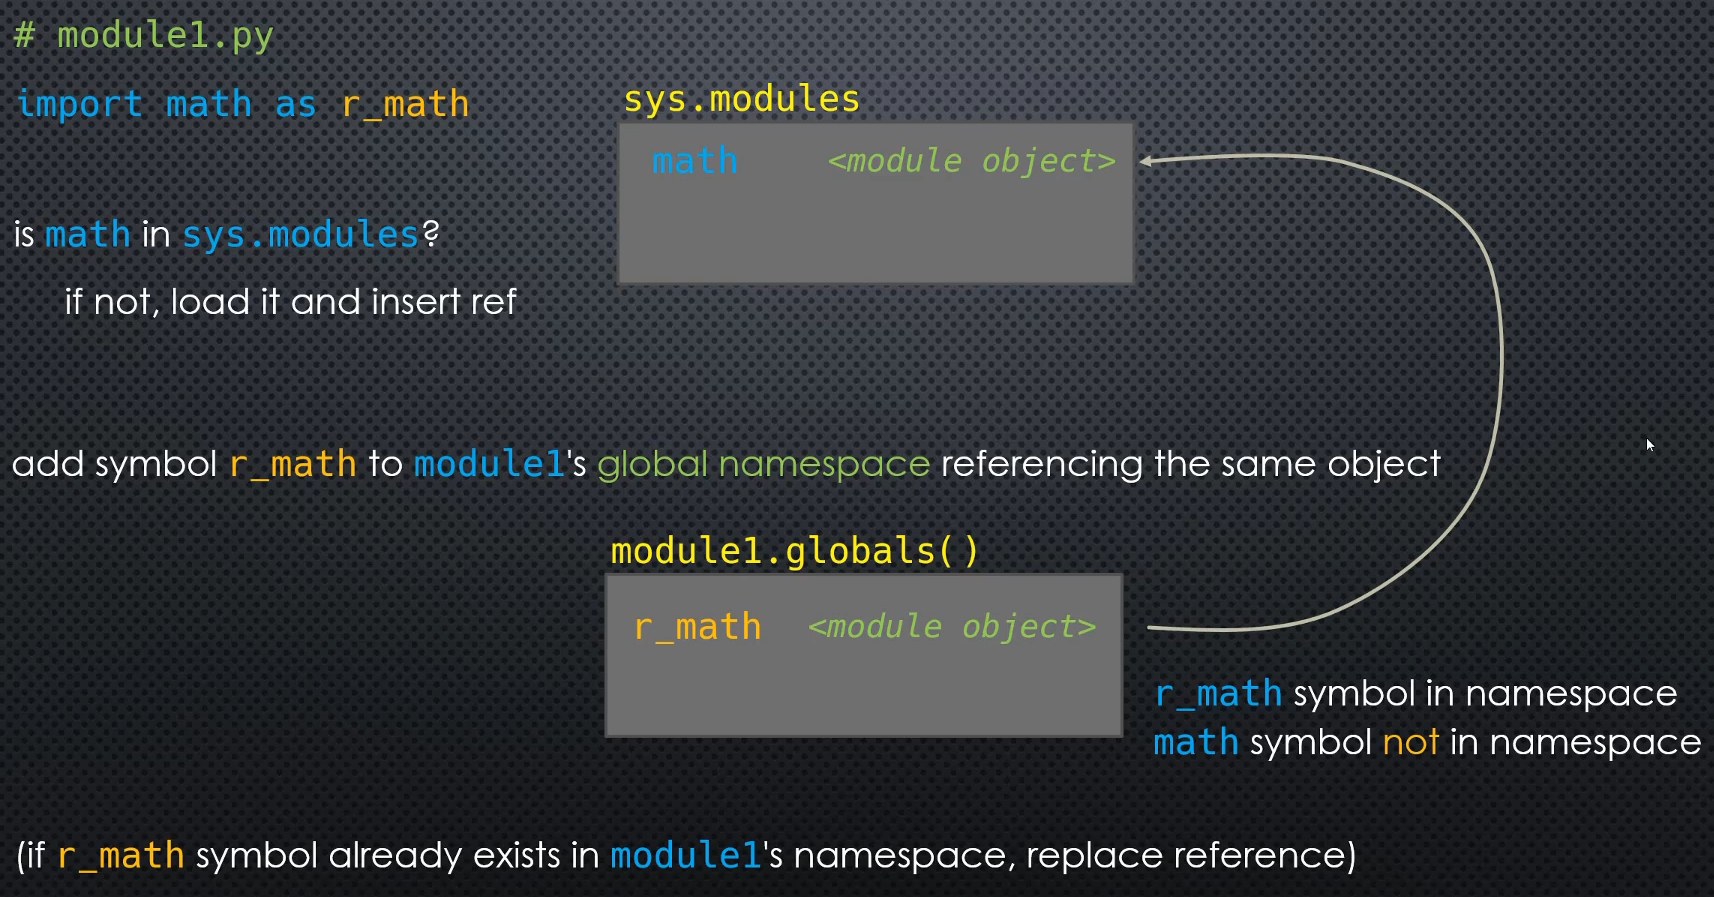 # module1.py
import math as r_math
sys.modules
math <module object>
is math in sys.modules?
if not, load it and insert ref
add symbol r_math to module1's global namespace referencing the same object
module1.globals()
r_math <module object>
r_math symbol in namespace
math symbol not in namespace
(if r_math symbol already exists in module1's namespace, replace reference)